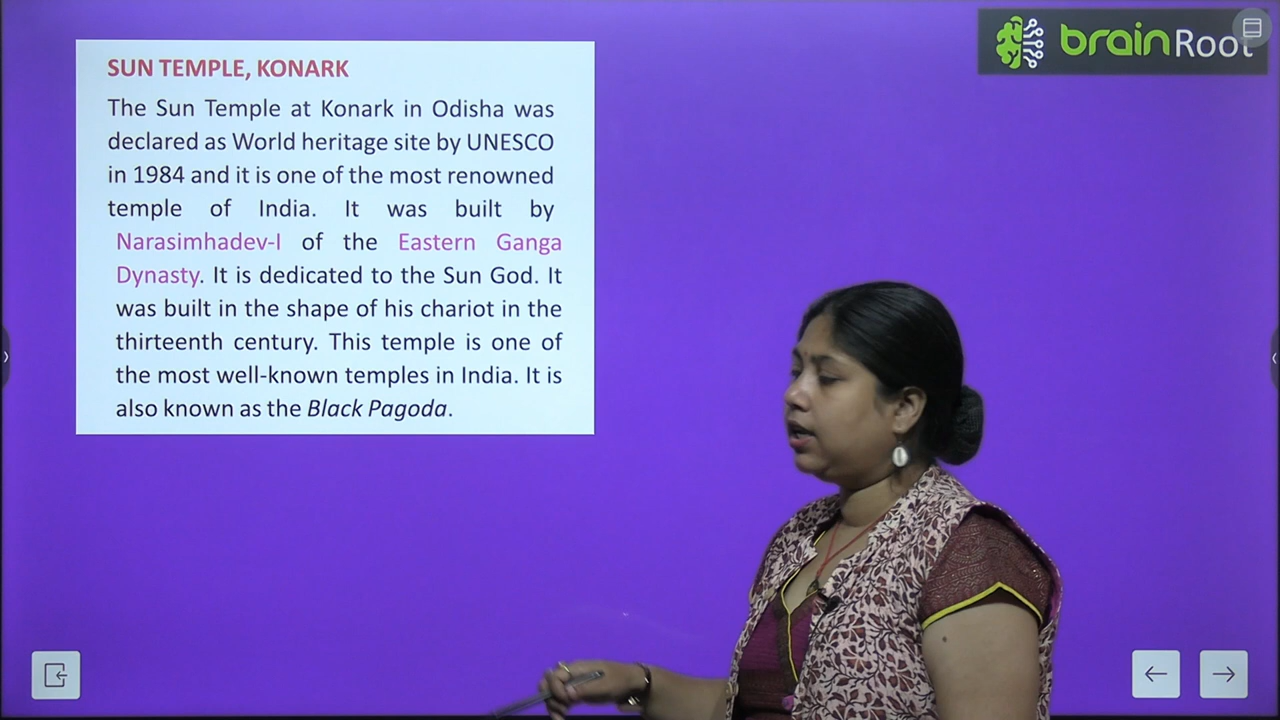 SUN TEMPLE, KONARK
The Sun Temple at Konark in Odisha was
declared as World heritage site by UNESCO
in 1984 and it is one of the most renowned
temple of India. It was built by
Narasimhadev-I of the Eastern Ganga
Dynasty. It is dedicated to the Sun God. It
was built in the shape of his chariot in the
thirteenth century. This temple is one of
the most well-known temples in India. It is
also known as the Black Pagoda.
brainRoot